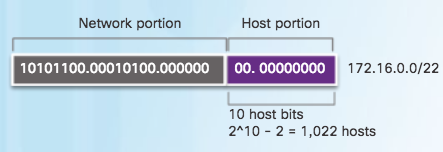 Network portion Host portion
10101100.00010100.000000 00. 00000000 172.16.0.0/22
10 host bits
2^10 - 2 = 1,022 hosts